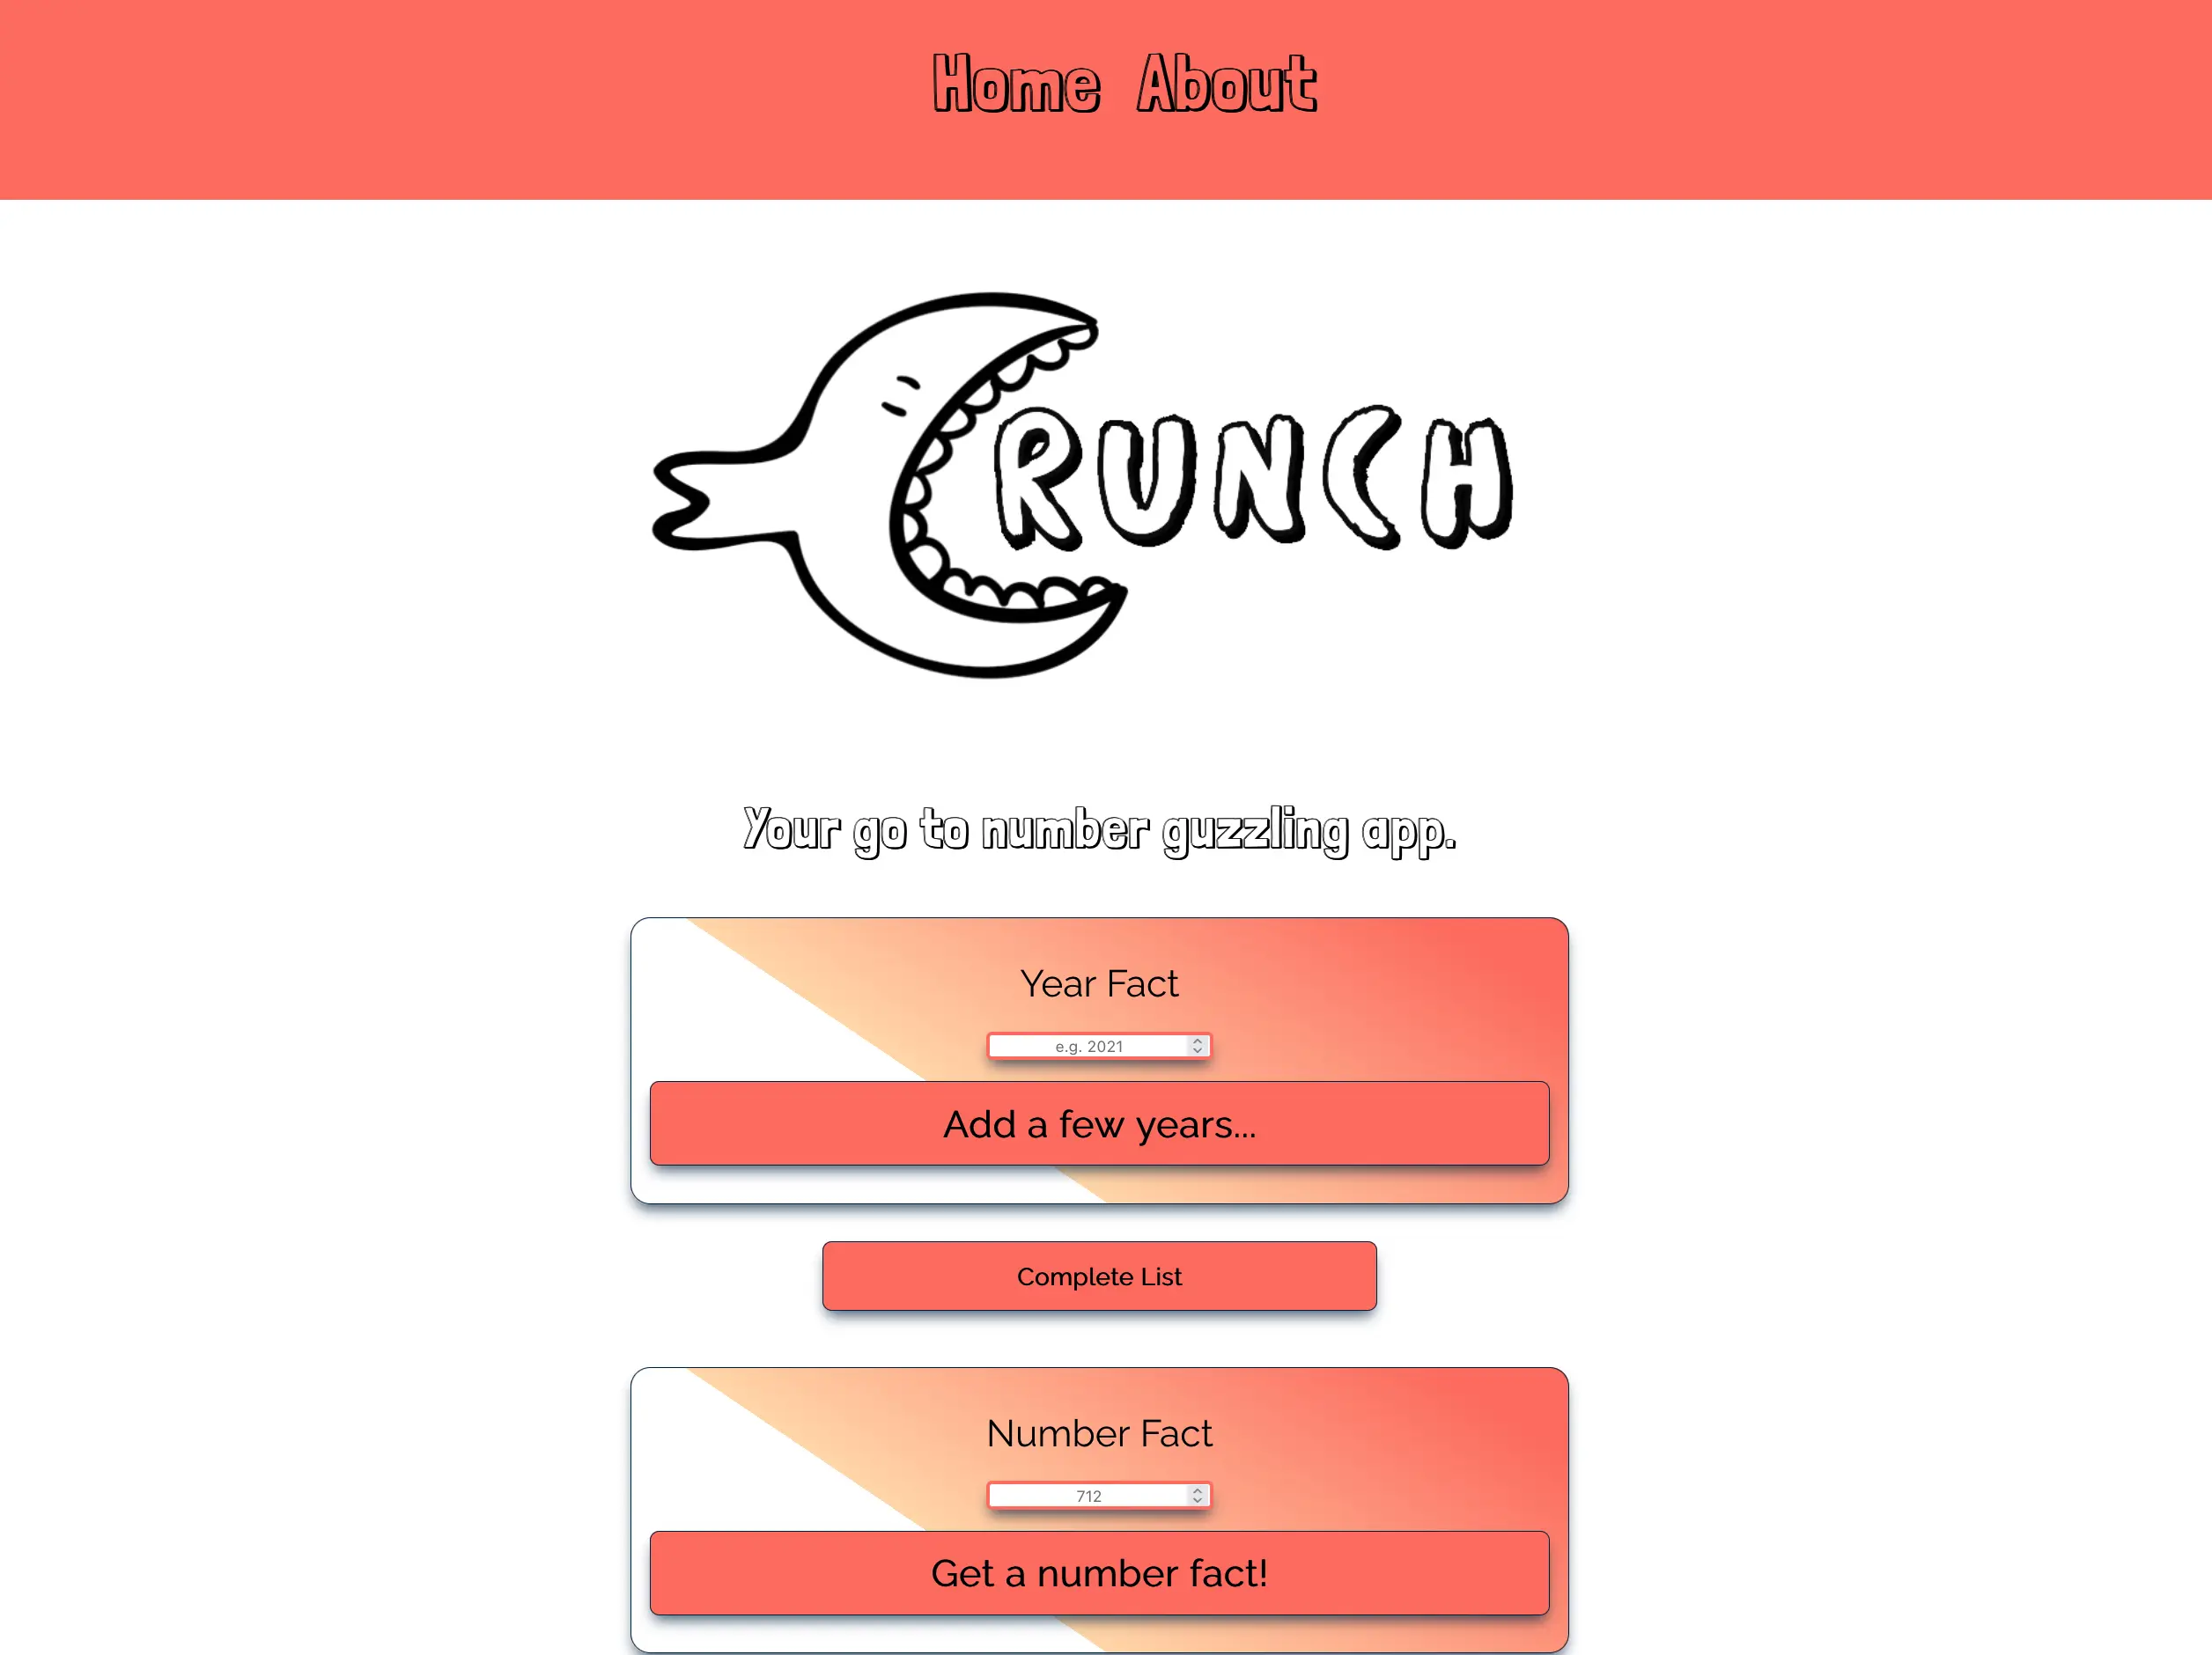 Home About
CRUNCH
Your go to number guzzling app.
Year Fact
e.g. 2021
Add a few years...
Complete List
Number Fact
712
Get a number fact!